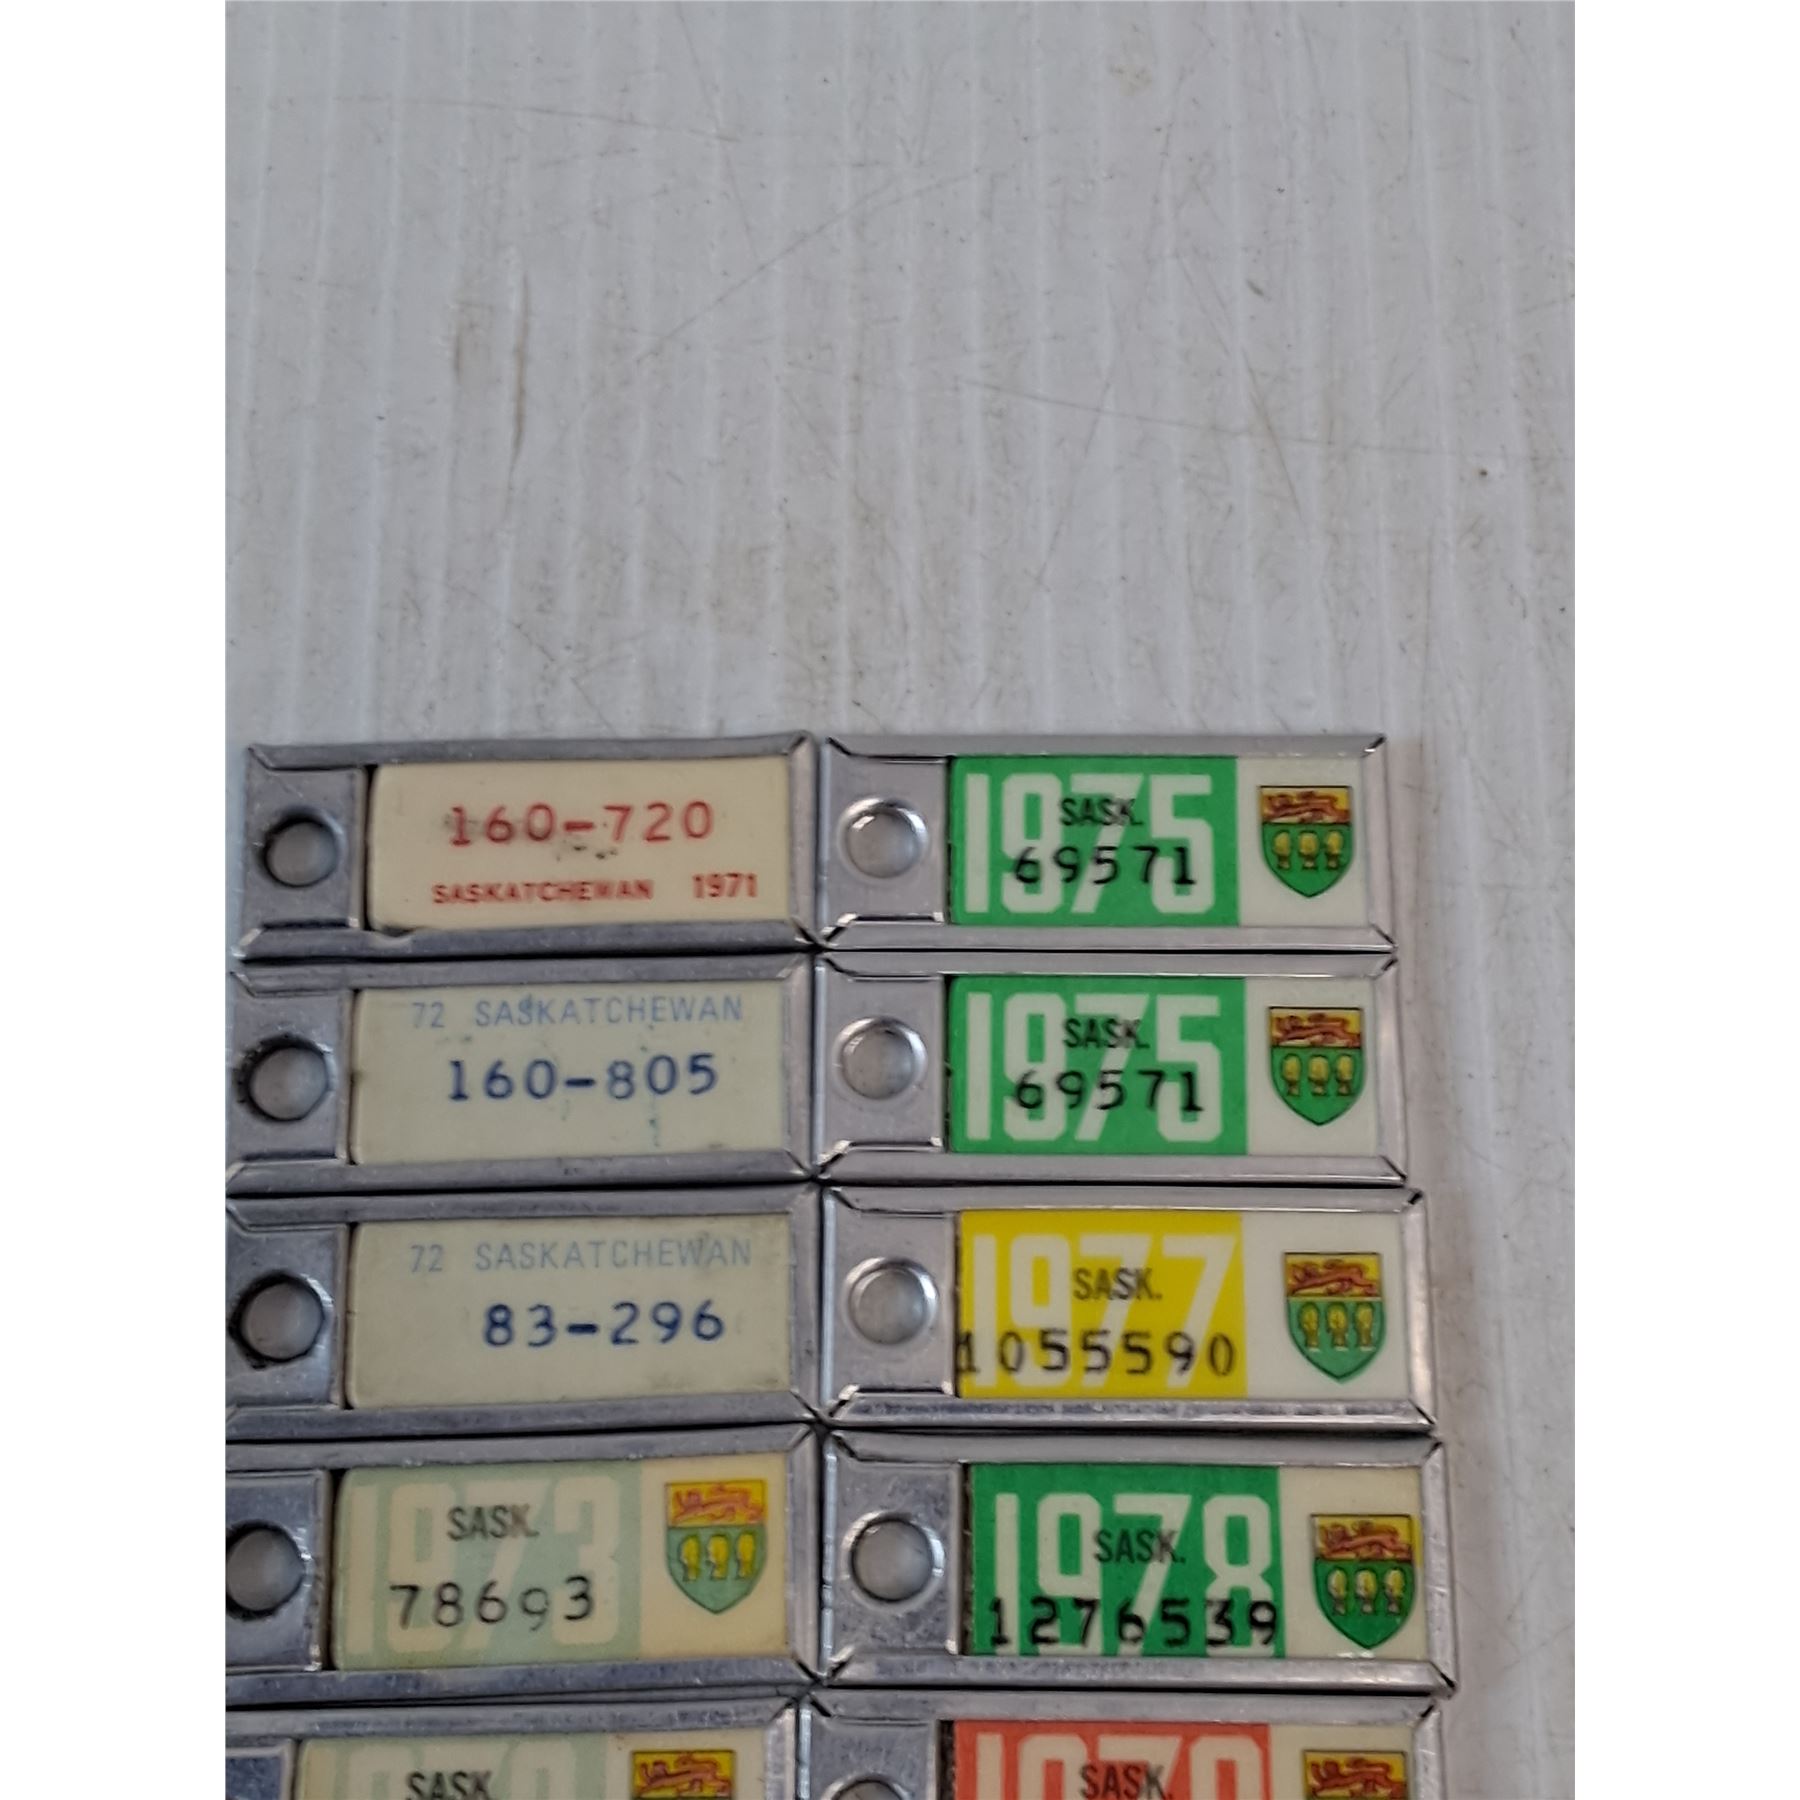 160-720
SASKATCHEWAN 1971
72 SASKATCHEWAN
160-805
72 SASKATCHEWAN
83-296
1973
SASK.
78693
SASK.
1975
SASK.
69571
1975
SASK.
69571
1977
SASK.
1055590
1978
SASK.
1276539
SASK.